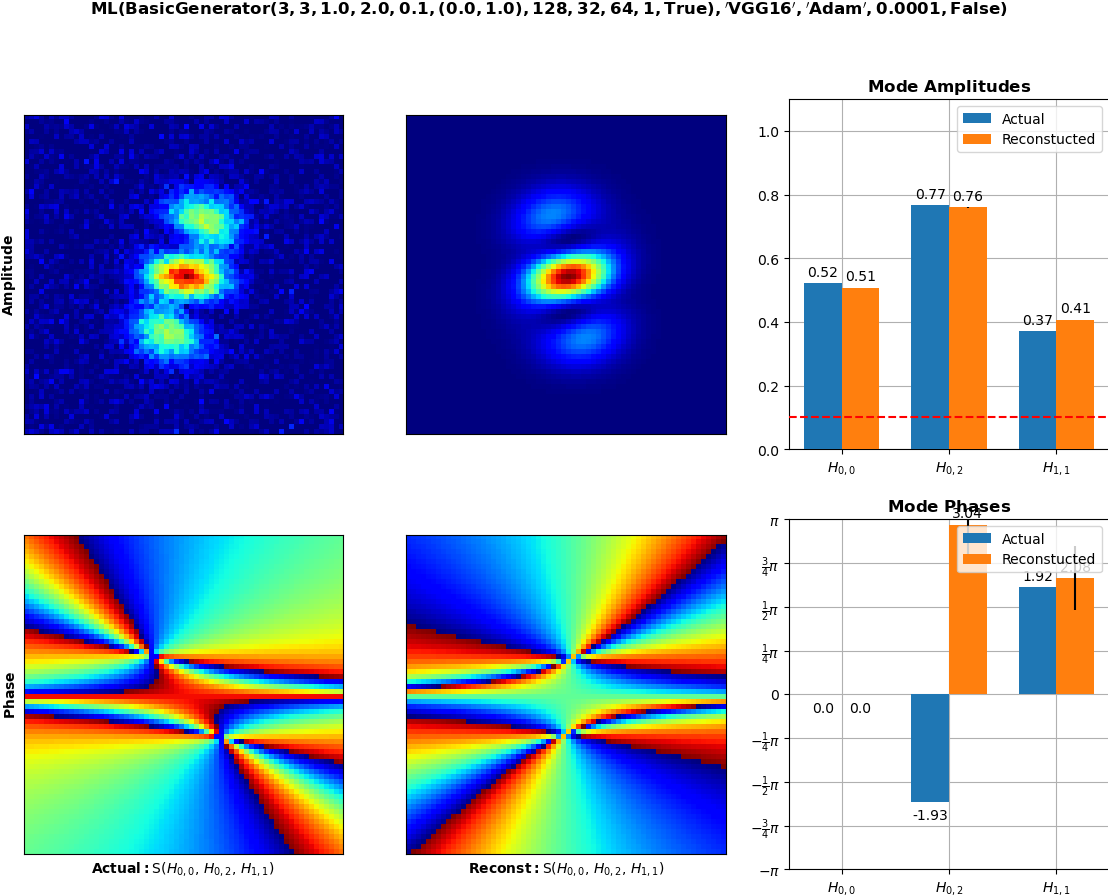 ML(BasicGenerator(3, 3, 1.0, 2.0, 0.1, (0.0, 1.0), 128, 32, 64, 1, True), ′VGG16′, ′Adam′, 0.0001, False)
Amplitude
Mode Amplitudes
Actual
Reconstucted
1.0
0.8
0.6
0.4
0.2
0.0
0.52
0.51
0.77
0.76
0.37
0.41
H0,0
H0,2
H1,1
Phase
Actual: S(H0,0, H0,2, H1,1)
Reconst: S(H0,0, H0,2, H1,1)
Mode Phases
Actual
Reconstucted
π
3/4π
1/2π
1/4π
0
−1/4π
−1/2π
−3/4π
−π
0.0
0.0
-1.93
3.04
1.92
2.08
H0,0
H0,2
H1,1